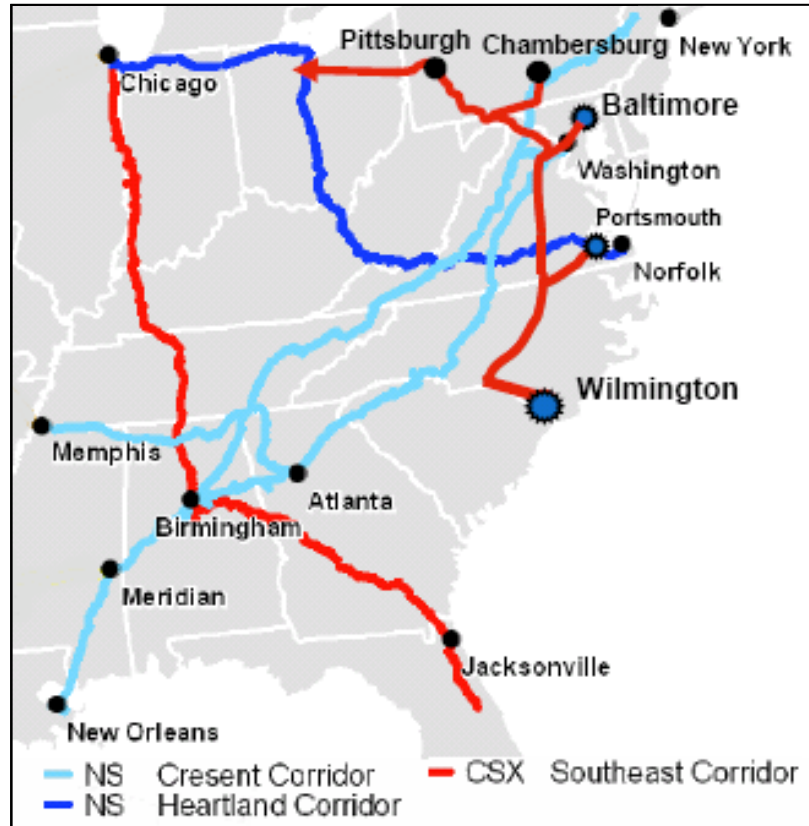 Pittsburgh
Chambersburg
New York
Chicago
Baltimore
Washington
Portsmouth
Norfolk
Wilmington
Memphis
Atlanta
Birmingham
Meridian
Jacksonville
New Orleans
NS Cresent Corridor
CSX Southeast Corridor
NS Heartland Corridor